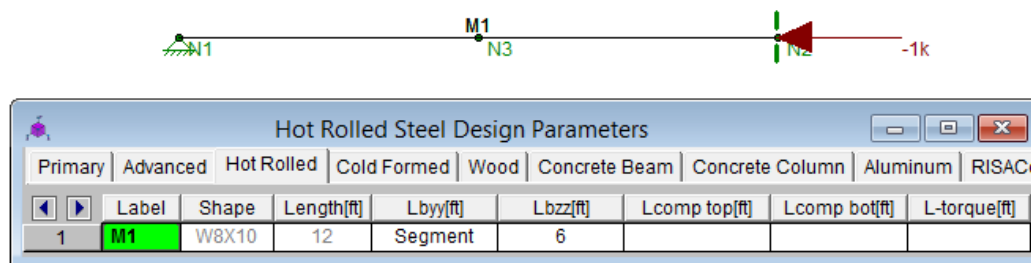 M1
N1
N3
N2
-1k
Hot Rolled Steel Design Parameters
Primary Advanced Hot Rolled Cold Formed Wood Concrete Beam Concrete Column Aluminum RISACo
Label Shape Length[ft] Lbyy[ft] Lbzz[ft] Lcomp top[ft] Lcomp bot[ft] L-torque[ft]
1 M1 W8X10 12 Segment 6